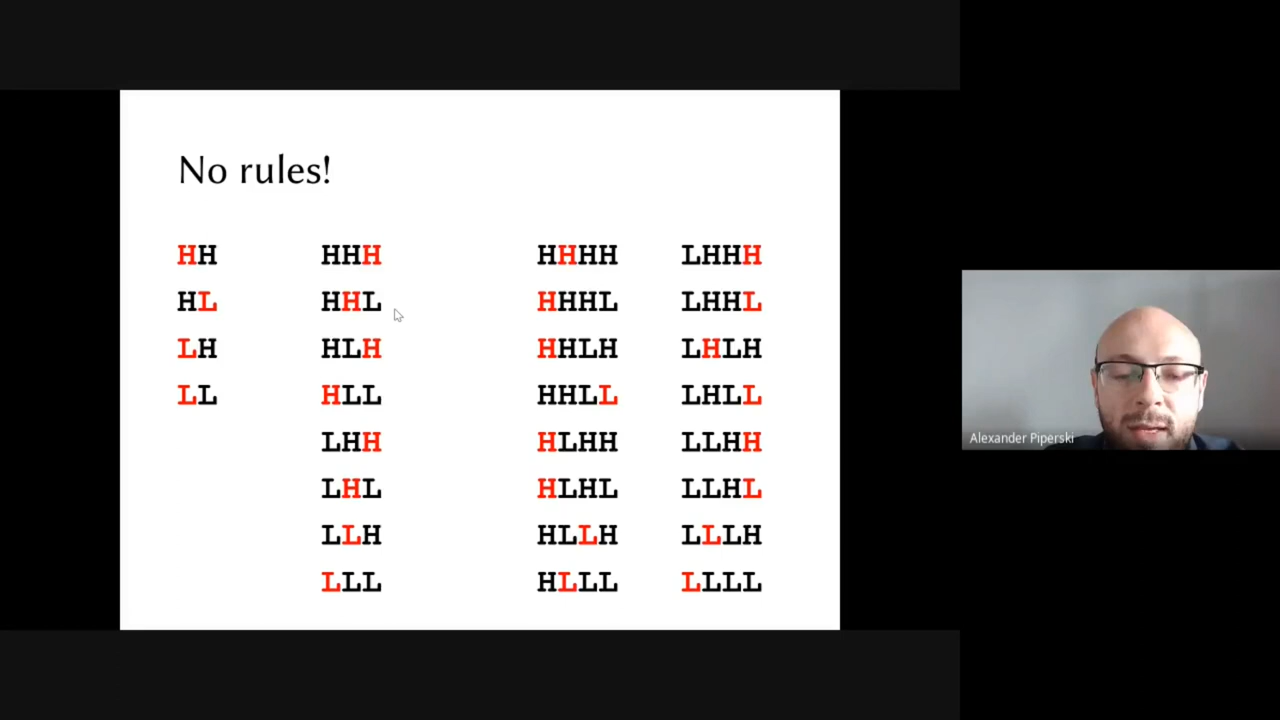 No rules!
HH HHH HHHH LHHH
HL HHL HHHL LHHL
LH HLH HHLH LHLH
LL HLL HHLL LHLL
LHH HLHH LLHH
LHL HLHL LLHL
LLH HLLH LLLH
LLL HLLL LLLL
Alexander Piperski